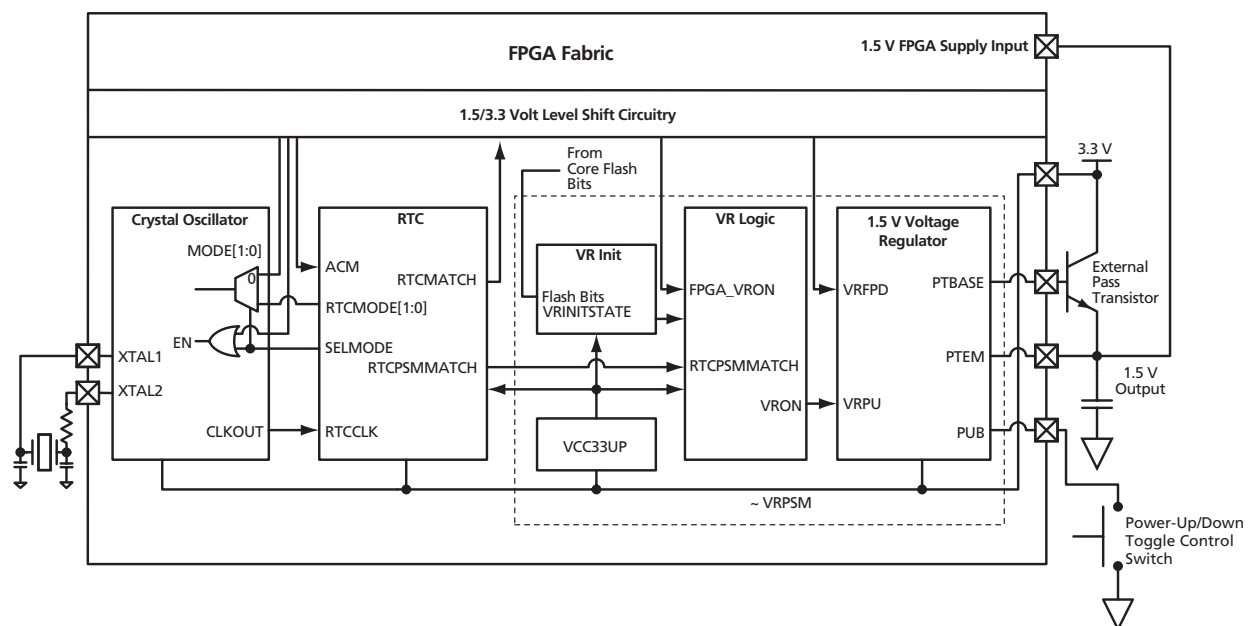 FPGA Fabric
1.5 V FPGA Supply Input
1.5/3.3 Volt Level Shift Circuitry
From
Core Flash
Bits
3.3 V
Crystal Oscillator
MODE[1:0]
0
EN
XTAL1
XTAL2
CLKOUT
RTC
ACM
RTCMATCH
RTCMODE[1:0]
SELMODE
RTCPSMMATCH
RTCCLK
VR Init
Flash Bits
VRINITSTATE
VCC33UP
VR Logic
FPGA_VRON
RTCPSMMATCH
VRON
1.5 V Voltage
Regulator
VRFPD
PTBASE
PTEM
VRPU
PUB
External
Pass
Transistor
1.5 V
Output
~ VRPSM
Power-Up/Down
Toggle Control
Switch